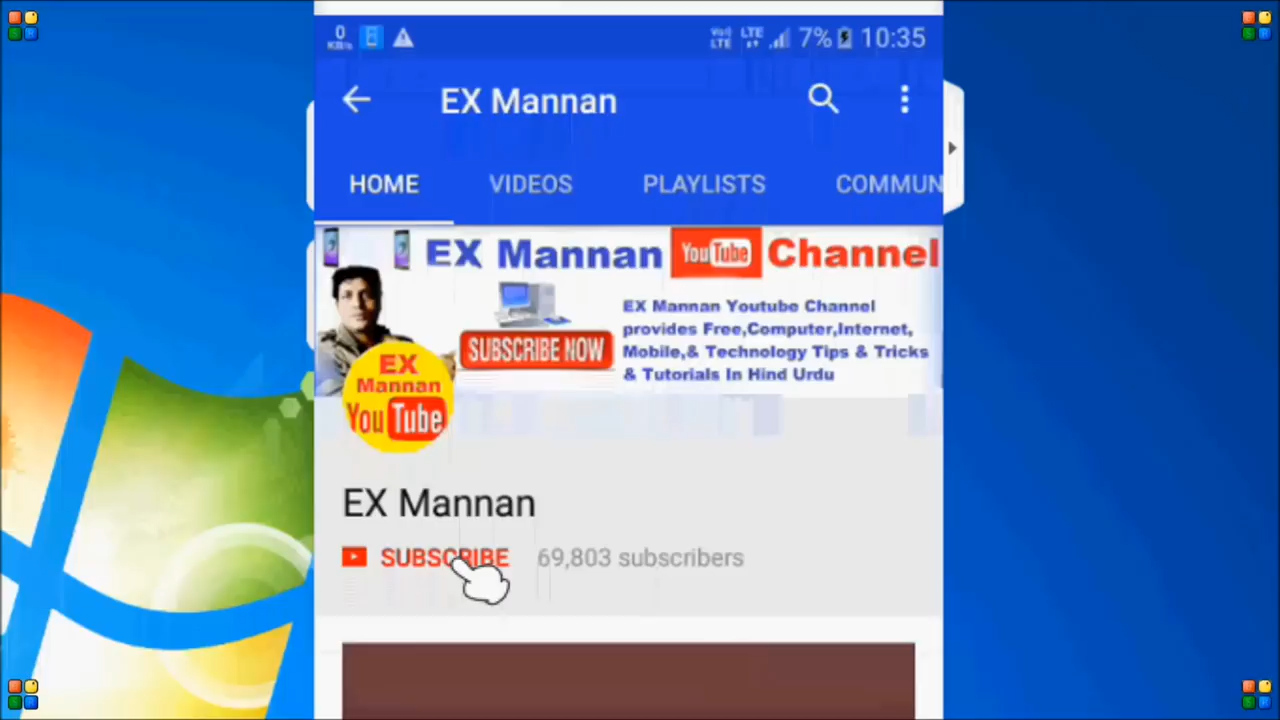 0
KB/s
VoD LTE
LTE
7% 10:35
EX Mannan
HOME VIDEOS PLAYLISTS COMMUN
EX Mannan YouTube Channel
EX Mannan Youtube Channel
provides Free,Computer,Internet,
Mobile,& Technology Tips & Tricks
& Tutorials In Hind Urdu
SUBSCRIBE NOW
EX
Mannan
YouTube
EX Mannan
SUBSCRIBE 69,803 subscribers